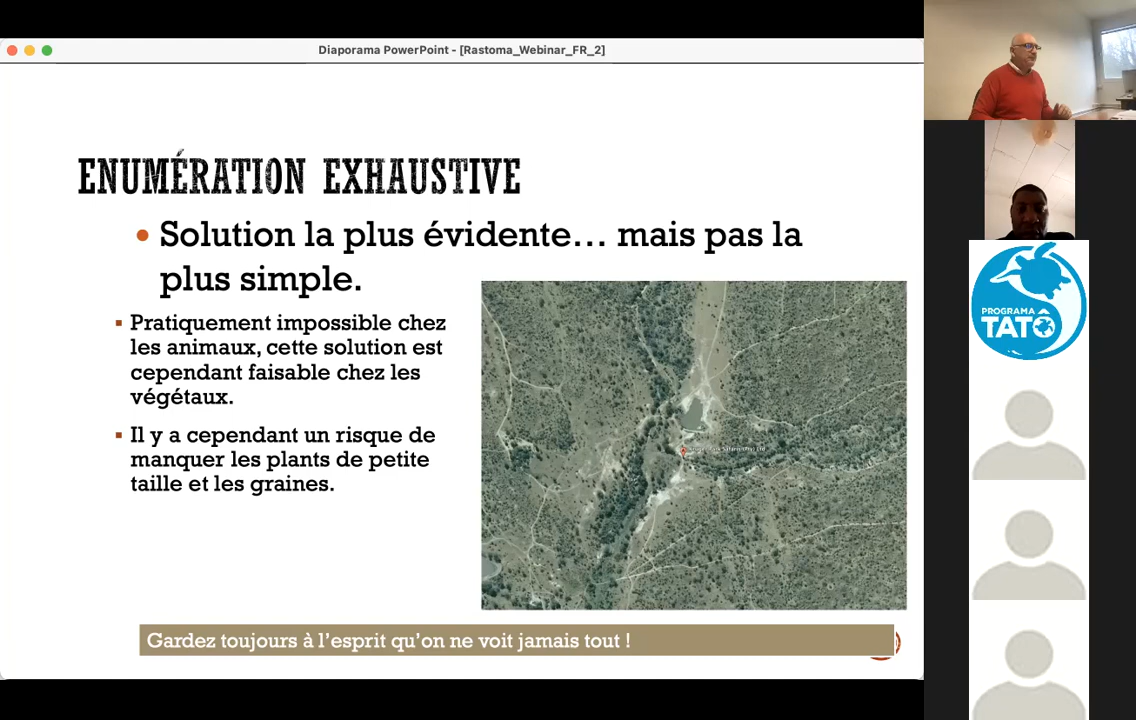 Diaporama PowerPoint - [Rastoma_Webinar_FR_2]
ENUMÉRATION EXHAUSTIVE
• Solution la plus évidente... mais pas la
plus simple.
▪ Pratiquement impossible chez
les animaux, cette solution est
cependant faisable chez les
végétaux.
▪ Il y a cependant un risque de
manquer les plants de petite
taille et les graines.
Gardez toujours à l'esprit qu'on ne voit jamais tout !
PROGRAMA
TATÔ